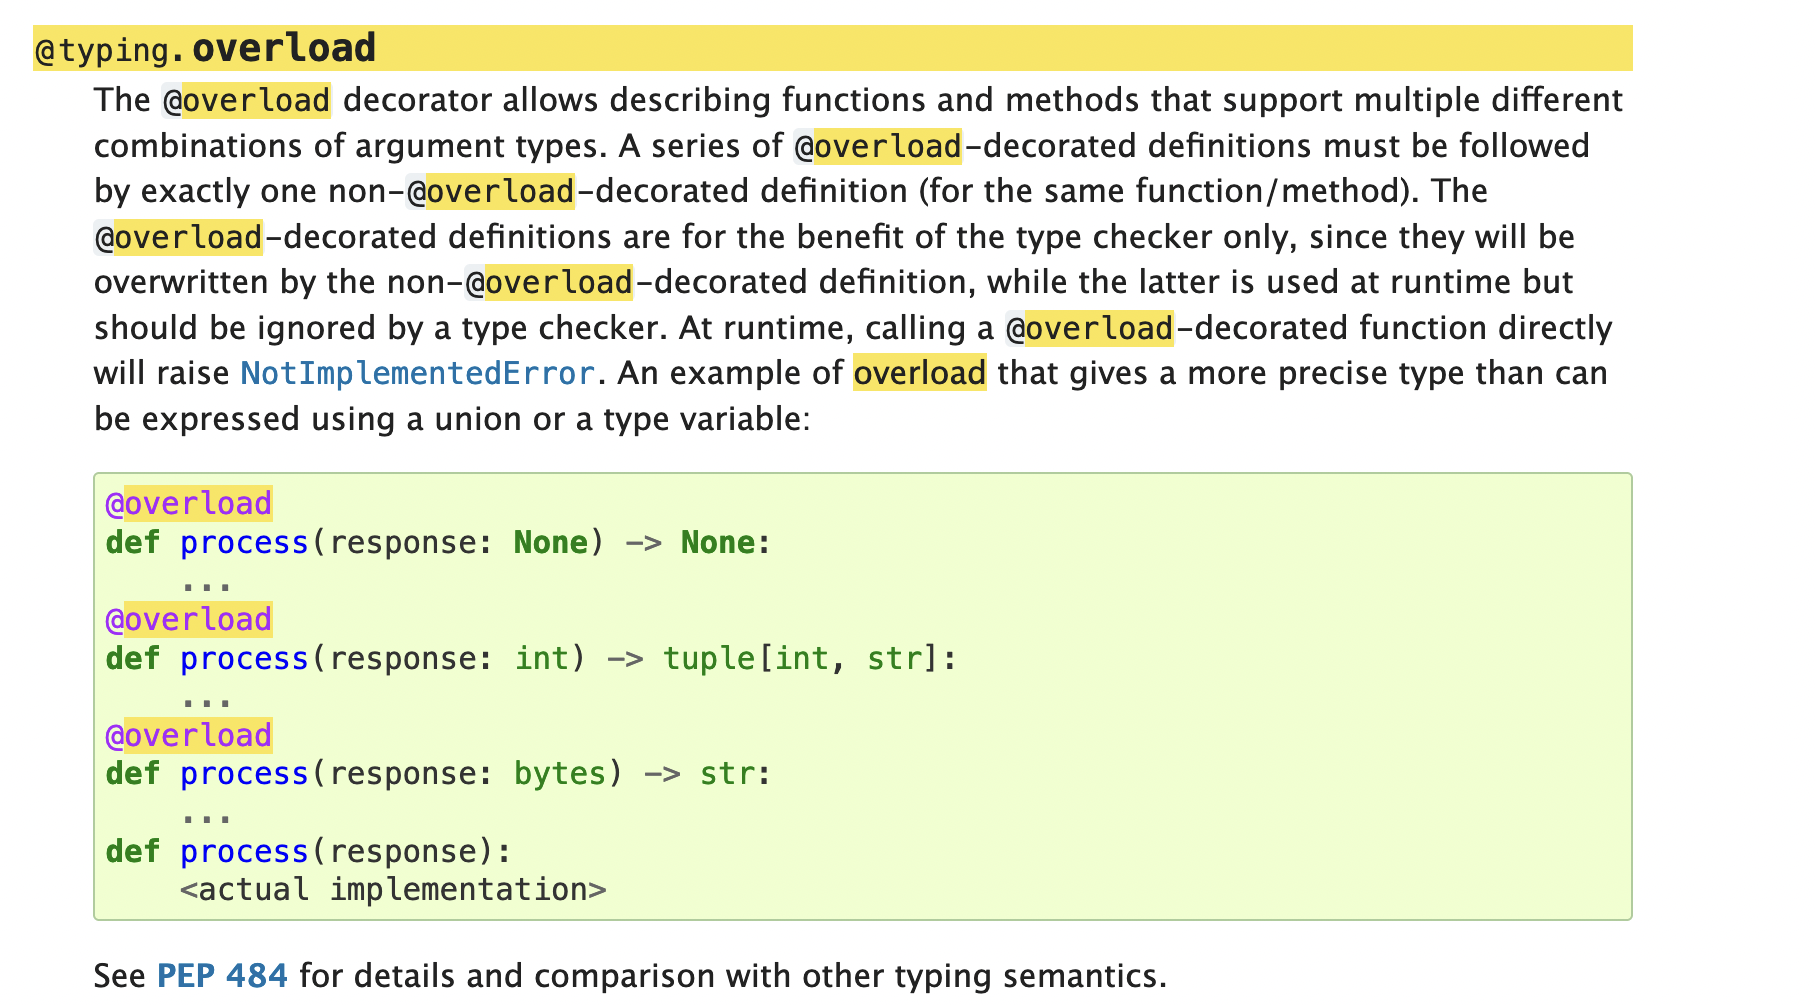 @typing.overload
The @overload decorator allows describing functions and methods that support multiple different
combinations of argument types. A series of @overload-decorated definitions must be followed
by exactly one non-@overload-decorated definition (for the same function/method). The
@overload-decorated definitions are for the benefit of the type checker only, since they will be
overwritten by the non-@overload-decorated definition, while the latter is used at runtime but
should be ignored by a type checker. At runtime, calling a @overload-decorated function directly
will raise NotImplementedError. An example of overload that gives a more precise type than can
be expressed using a union or a type variable:
@overload
def process(response: None) -> None:
    ...
@overload
def process(response: int) -> tuple[int, str]:
    ...
@overload
def process(response: bytes) -> str:
    ...
def process(response):
    <actual implementation>
See PEP 484 for details and comparison with other typing semantics.